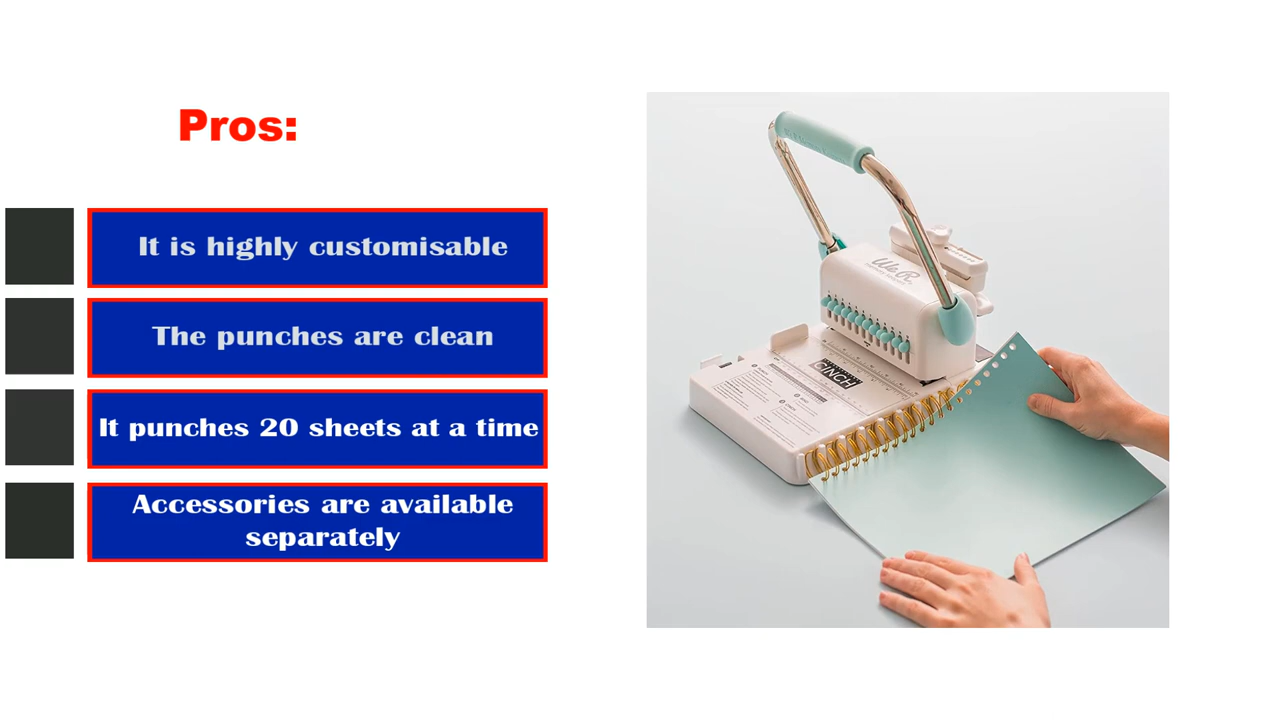 Pros:
It is highly customisable
The punches are clean
It punches 20 sheets at a time
Accessories are available
separately
We R
CINCH